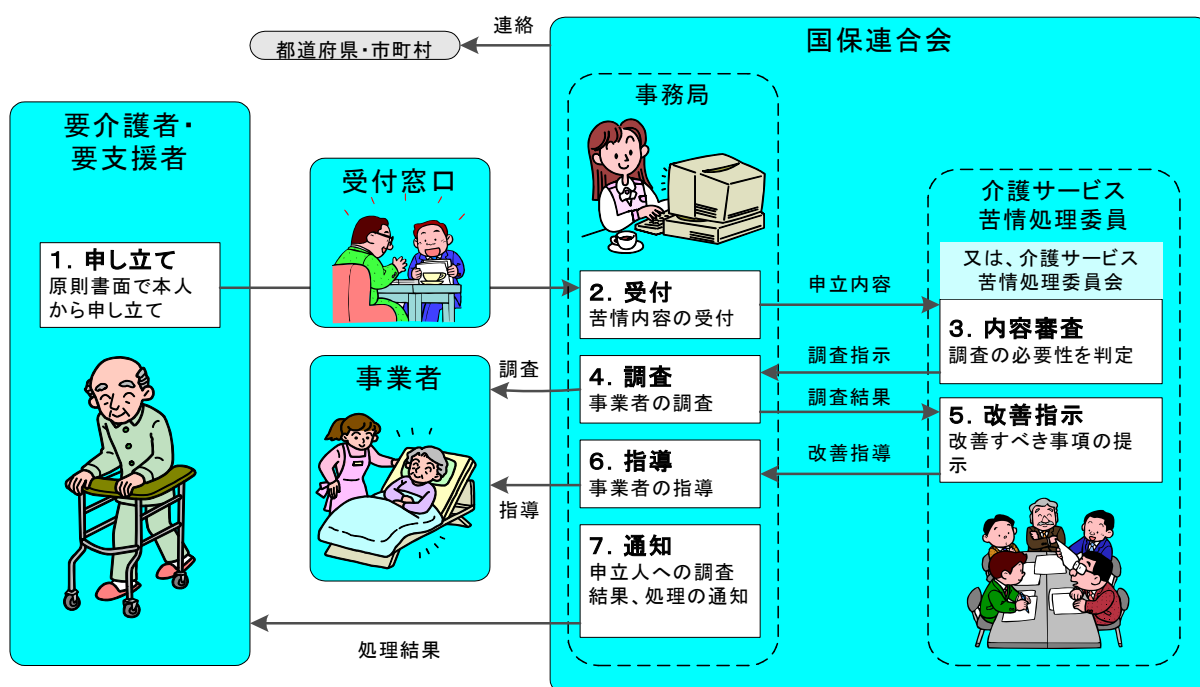 連絡
都道府県・市町村
国保連合会
事務局
要介護者・
要支援者
受付窓口
介護サービス
苦情処理委員
又は、介護サービス
苦情処理委員会
1. 申し立て
原則書面で本人
から申し立て
2. 受付
苦情内容の受付
申立内容
3. 内容審査
調査の必要性を判定
調査指示
事業者
調査
4. 調査
事業者の調査
調査結果
5. 改善指示
改善すべき事項の提
示
改善指導
6. 指導
事業者の指導
指導
7. 通知
申立人への調査
結果、処理の通知
処理結果